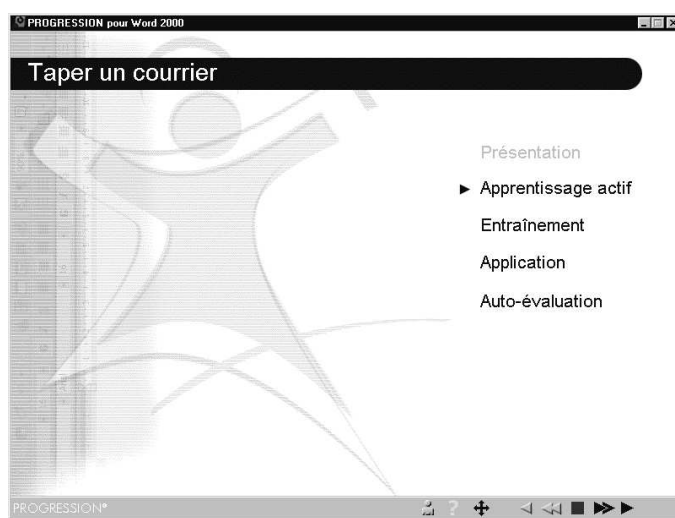 PROGRESSION pour Word 2000
Taper un courrier
Présentation
Apprentissage actif
Entraînement
Application
Auto-évaluation
PROGRESSION®